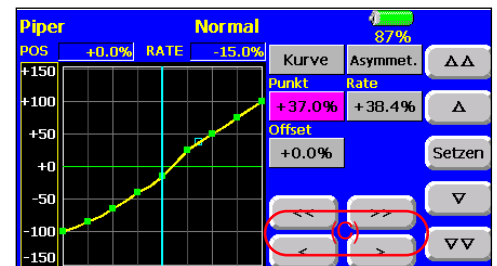 Piper Normal 87%
POS +0.0% RATE -15.0%
Kurve Asymmet. ΔΔ
+150
Punkt Rate
+100 +37.0% +38.4% Δ
Offset
+50 +0.0% Setzen
+0
-50 << >> ∇
-100
-150 < > ∇∇